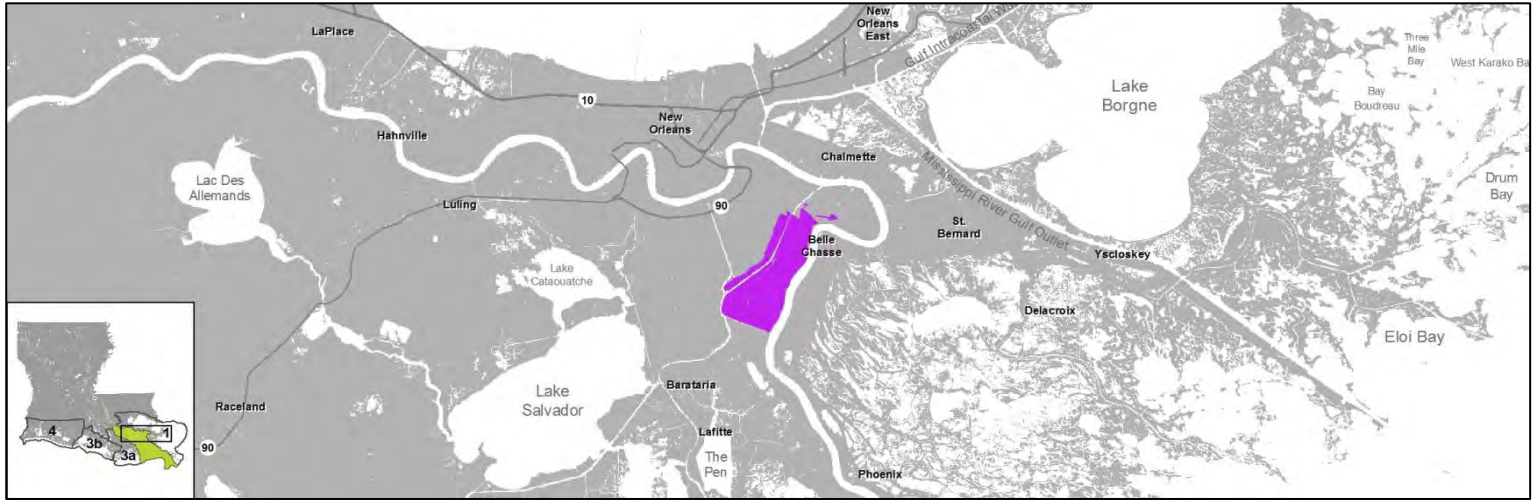 New
Orleans
East
LaPlace
Gulf Intracoastal
Three
Mile
Bay
West Karako Ba
Lake
Borgne
Bay
Boudreau
10
New
Orleans
Hahnville
Chalmette
Mississippi River Gulf Outlet
Lac Des
Allemands
Drum
Bay
Luling
90
St.
Bernard
Belle
Chasse
Yscloskey
Lake
Cataouatche
Delacroix
Eloi Bay
Barataria
Lake
Salvador
Raceland
Lafitte
The
Pen
90
Phoenix
4
3b
3a
1